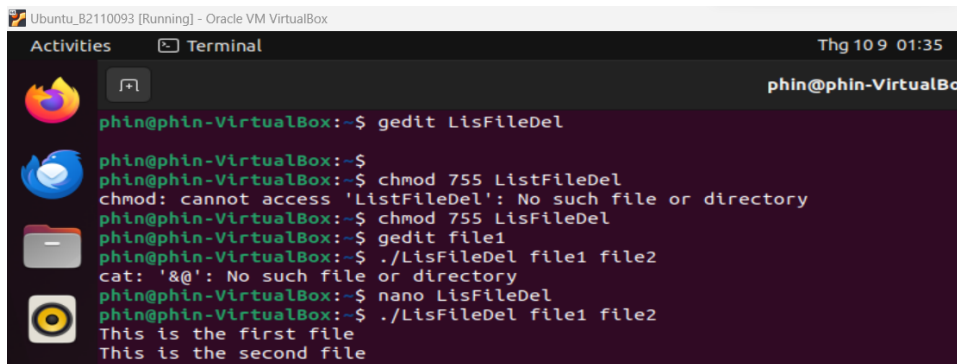 Ubuntu_B2110093 [Running] - Oracle VM VirtualBox
Activities Terminal Thg 10 9 01:35
phin@phin-VirtualBo
phin@phin-VirtualBox:~$ gedit LisFileDel
phin@phin-VirtualBox:~$
phin@phin-VirtualBox:~$ chmod 755 ListFileDel
chmod: cannot access 'ListFileDel': No such file or directory
phin@phin-VirtualBox:~$ chmod 755 LisFileDel
phin@phin-VirtualBox:~$ gedit file1
phin@phin-VirtualBox:~$ ./LisFileDel file1 file2
cat: '&@': No such file or directory
phin@phin-VirtualBox:~$ nano LisFileDel
phin@phin-VirtualBox:~$ ./LisFileDel file1 file2
This is the first file
This is the second file